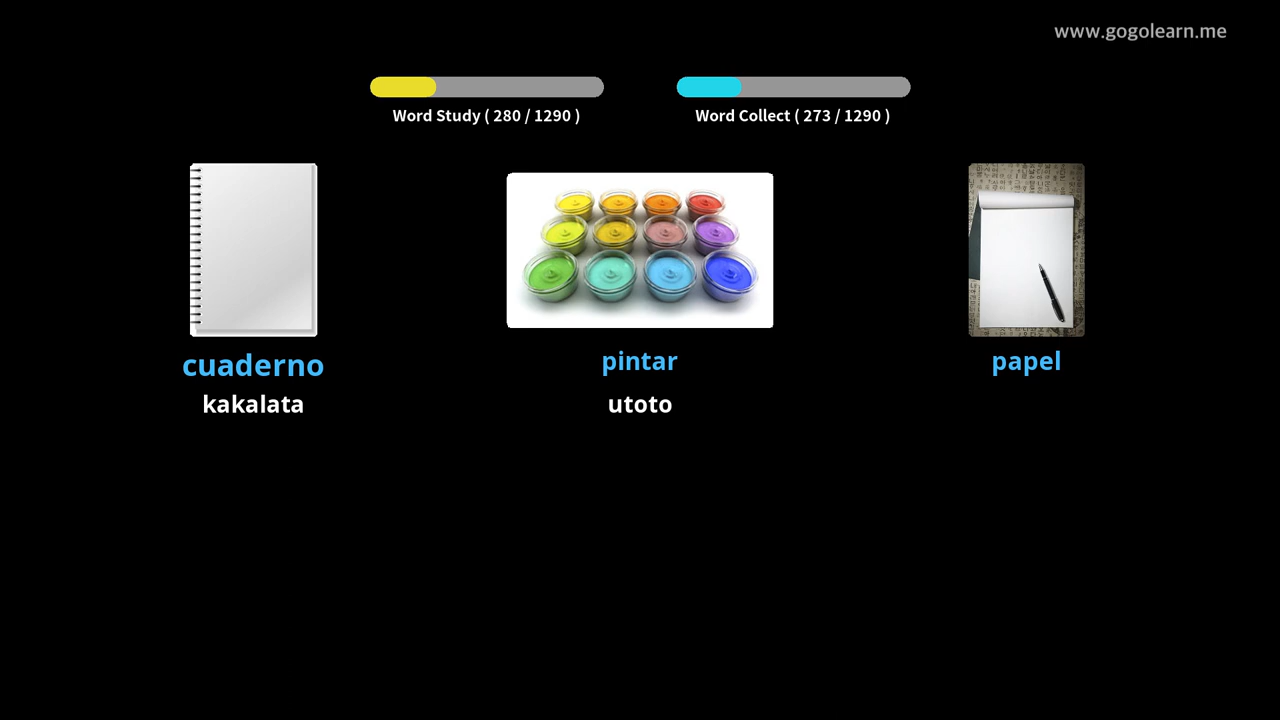 www.gogolearn.me
Word Study ( 280 / 1290 )
Word Collect ( 273 / 1290 )
cuaderno
kakalata
pintar
utoto
papel